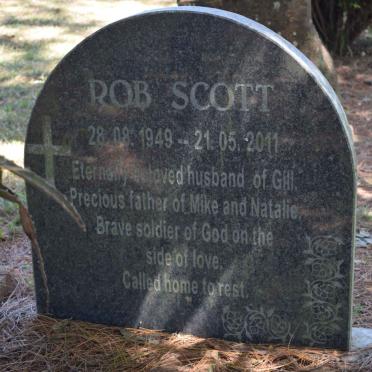 ROB SCOTT
28. 08. 1949 -- 21. 05. 2011
Eternally beloved husband of Gill.
Precious father of Mike and Natalie.
Brave soldier of God on the
side of love.
Called home to rest.